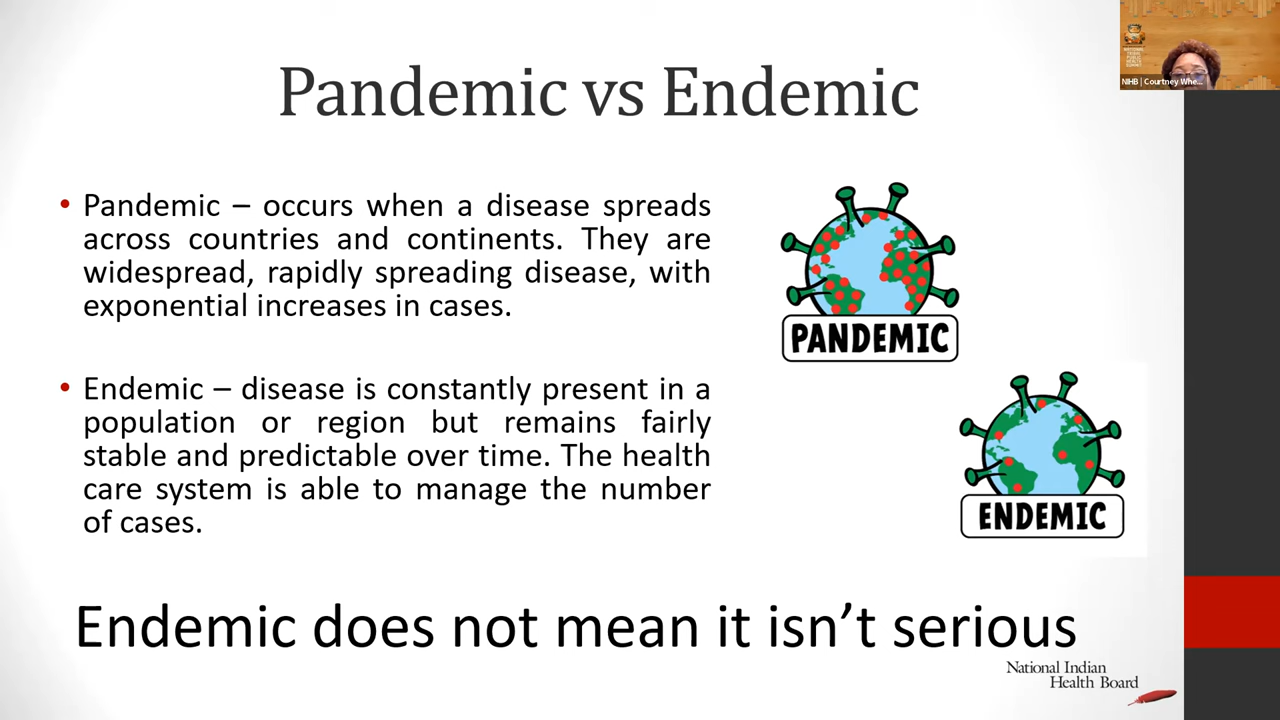 Pandemic vs Endemic
NIHB | Courtney Whe...
• Pandemic – occurs when a disease spreads
across countries and continents. They are
widespread, rapidly spreading disease, with
exponential increases in cases.
PANDEMIC
• Endemic – disease is constantly present in a
population or region but remains fairly
stable and predictable over time. The health
care system is able to manage the number
of cases.
ENDEMIC
Endemic does not mean it isn’t serious
National Indian
Health Board